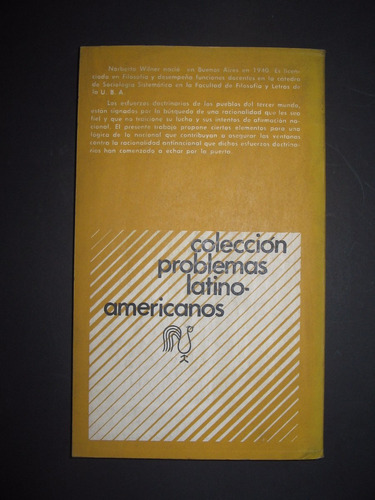 Norberto Wilner nació en Buenos Aires en 1940. Es licen-
ciado en Filosofía y desempeña funciones docentes en la cátedra
de Sociología Sistemática en la Facultad de Filosofía y Letras de
la U. B. A.
Los esfuerzos doctrinarios de los pueblos del tercer mundo,
están signados por la búsqueda de una racionalidad que les sea
fiel y que no traicione su lucha y sus intentos de afirmación na-
cional. El presente trabajo propone ciertos elementos para una
lógica de lo nacional que contribuyan a asegurar las ventanas
contra la racionalidad antinacional que dichos esfuerzos doctrina-
rios han comenzado a echar por la puerta.
colección
problemas
latino-
americanos